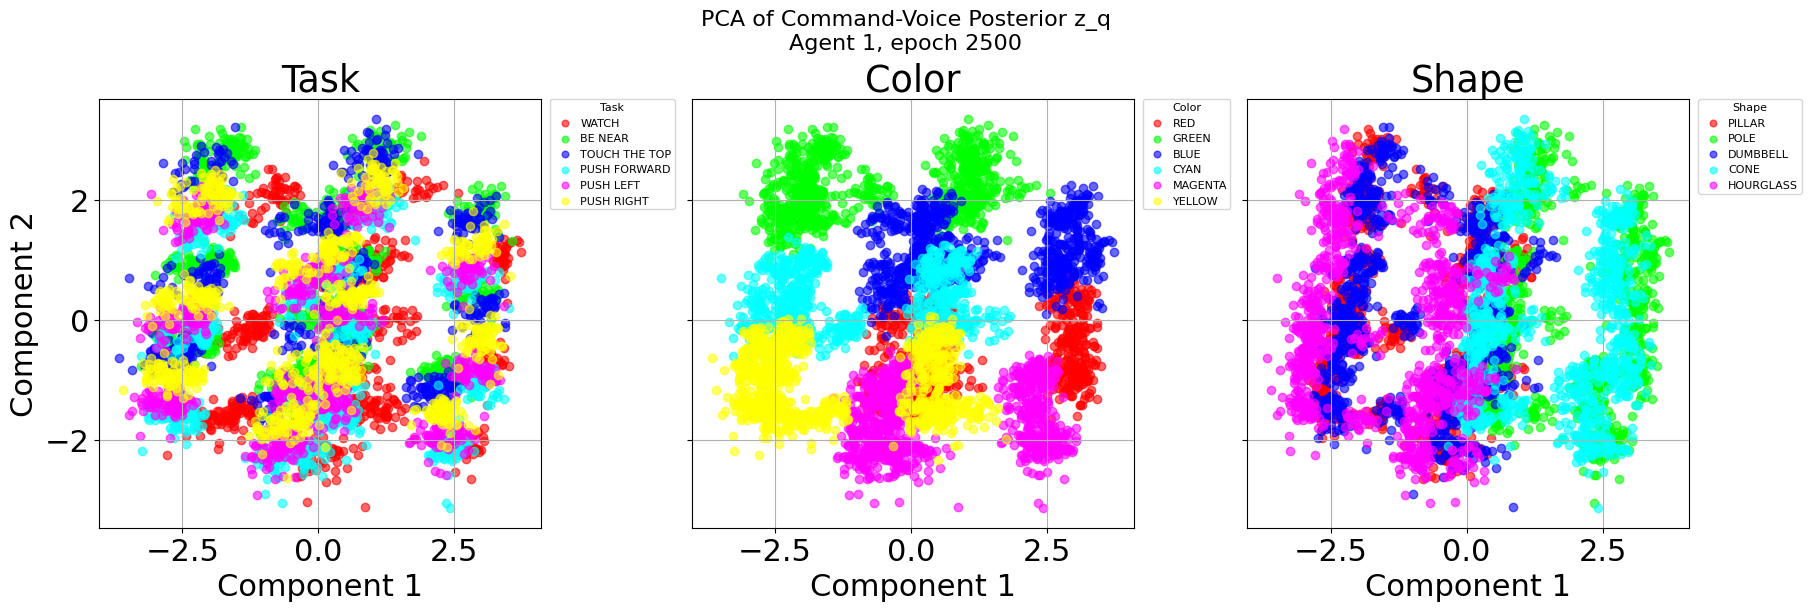 PCA of Command-Voice Posterior z_q
Agent 1, epoch 2500
Task
Component 2
2
0
−2
−2.5 0.0 2.5
Component 1
Task
WATCH
BE NEAR
TOUCH THE TOP
PUSH FORWARD
PUSH LEFT
PUSH RIGHT
Color
−2.5 0.0 2.5
Component 1
Color
RED
GREEN
BLUE
CYAN
MAGENTA
YELLOW
Shape
−2.5 0.0 2.5
Component 1
Shape
PILLAR
POLE
DUMBBELL
CONE
HOURGLASS